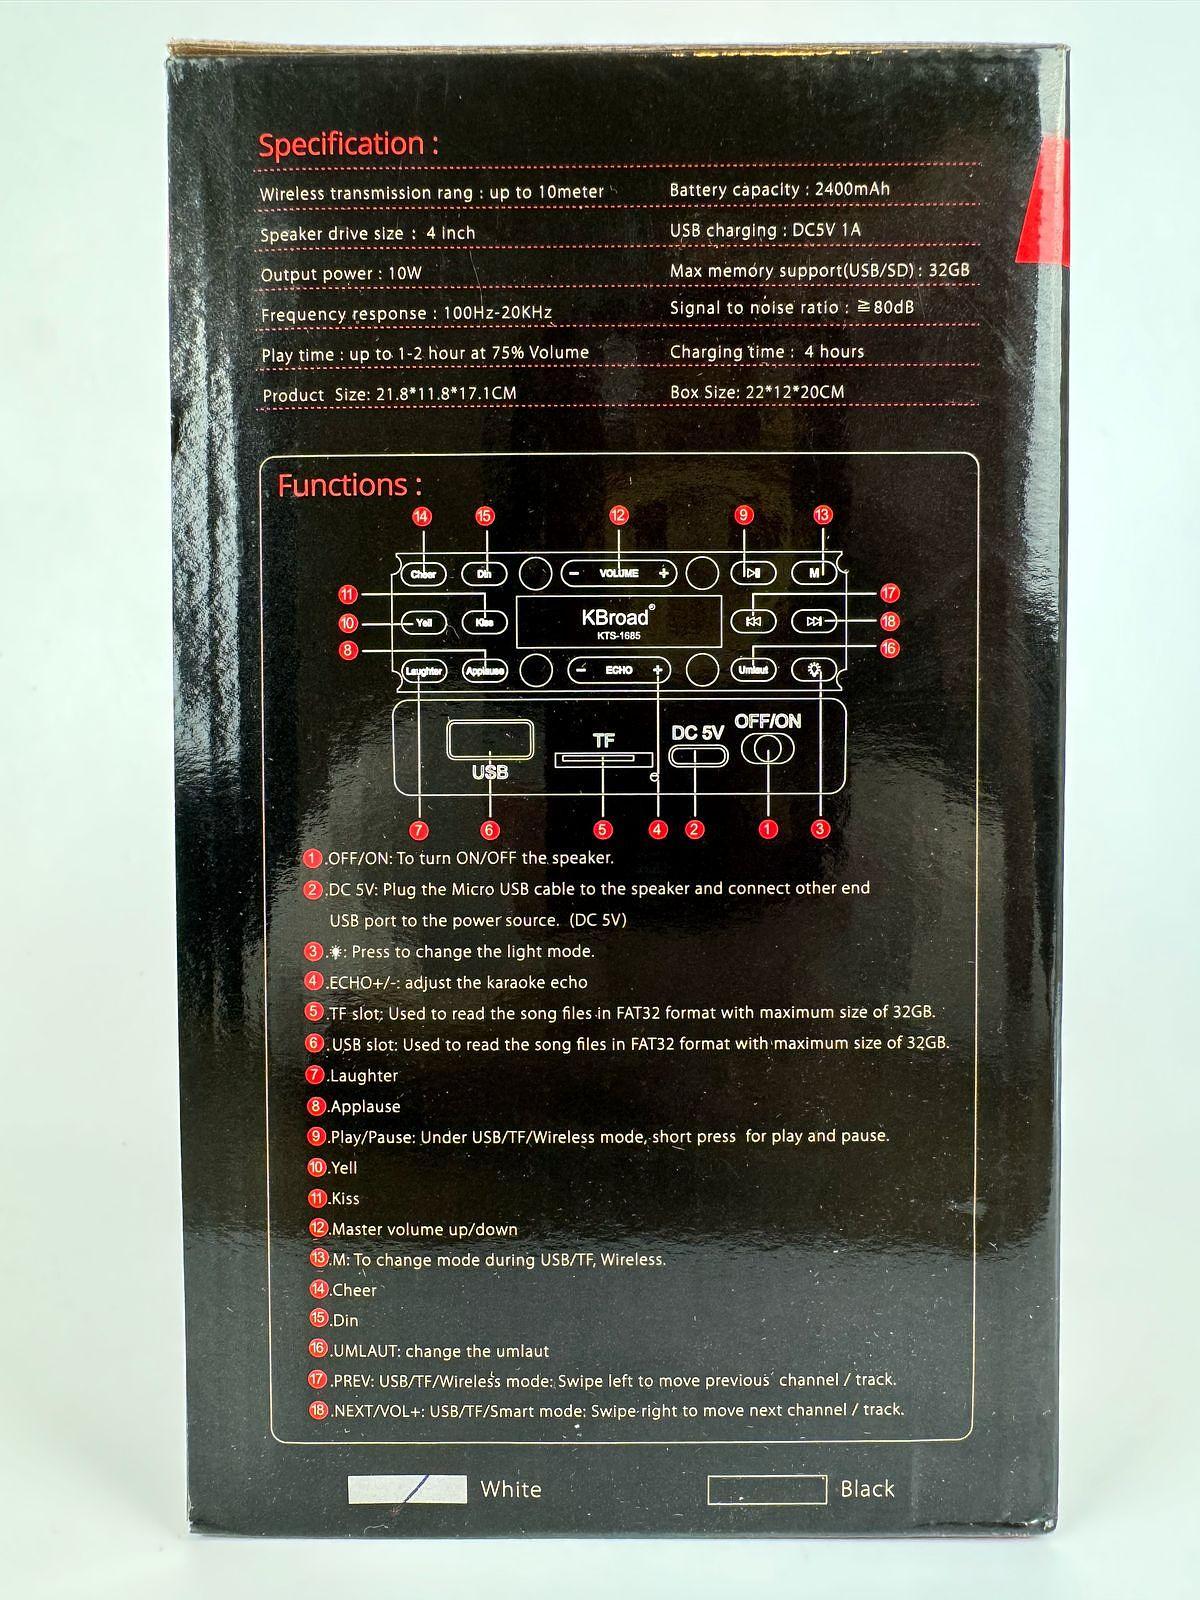 Specification :
Wireless transmission rang : up to 10meter
Battery capacity : 2400mAh
Speaker drive size : 4 inch
USB charging : DC5V 1A
Output power : 10W
Max memory support(USB/SD) : 32GB
Frequency response : 100Hz-20KHz
Signal to noise ratio : ≧80dB
Play time : up to 1-2 hour at 75% Volume
Charging time : 4 hours
Product Size: 21.8*11.8*17.1CM
Box Size: 22*12*20CM
Functions :
14 15 12 9 13
Cheer Din − VOLUME + M
11 17
10 Yell Kiss KBroad® 18
KTS-1685
8 16
Laughter Applause − ECHO + Umlaut
OFF/ON
DC 5V
TF
USB
7 6 5 4 2 1 3
1.OFF/ON: To turn ON/OFF the speaker.
2.DC 5V: Plug the Micro USB cable to the speaker and connect other end
USB port to the power source. (DC 5V)
3.: Press to change the light mode.
4.ECHO+/-: adjust the karaoke echo
5.TF slot: Used to read the song files in FAT32 format with maximum size of 32GB.
6.USB slot: Used to read the song files in FAT32 format with maximum size of 32GB.
7.Laughter
8.Applause
9.Play/Pause: Under USB/TF/Wireless mode, short press for play and pause.
10.Yell
11.Kiss
12.Master volume up/down
13.M: To change mode during USB/TF, Wireless.
14.Cheer
15.Din
16.UMLAUT: change the umlaut
17.PREV: USB/TF/Wireless mode: Swipe left to move previous channel / track.
18.NEXT/VOL+: USB/TF/Smart mode: Swipe right to move next channel / track.
White
Black